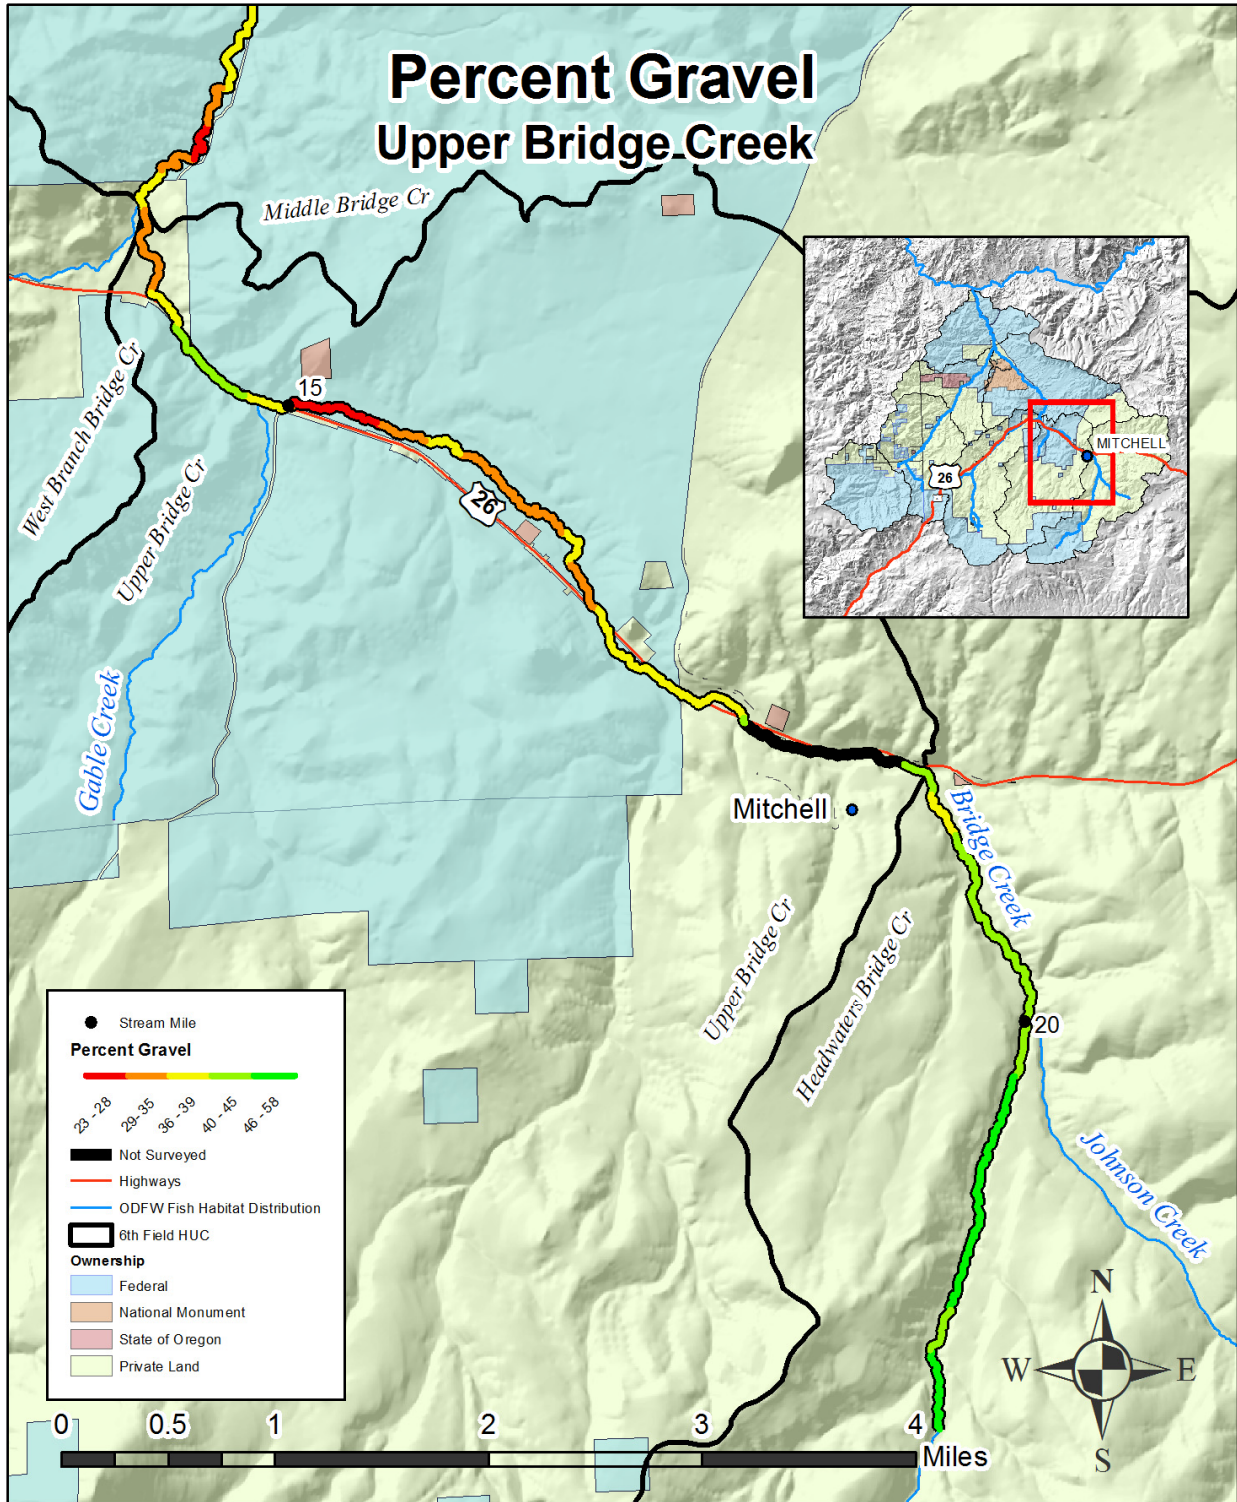 Percent Gravel
Upper Bridge Creek
Middle Bridge Cr
West Branch Bridge Cr
Upper Bridge Cr
Gable Creek
15
26
MITCHELL
26
Mitchell
Bridge Creek
Upper Bridge Cr
Headwaters Bridge Cr
20
Johnson Creek
Stream Mile
Percent Gravel
23 - 28
29-35
36 - 39
40 - 45
46 - 58
Not Surveyed
Highways
ODFW Fish Habitat Distribution
6th Field HUC
Ownership
Federal
National Monument
State of Oregon
Private Land
N
W E
S
0 0.5 1 2 3 4
Miles